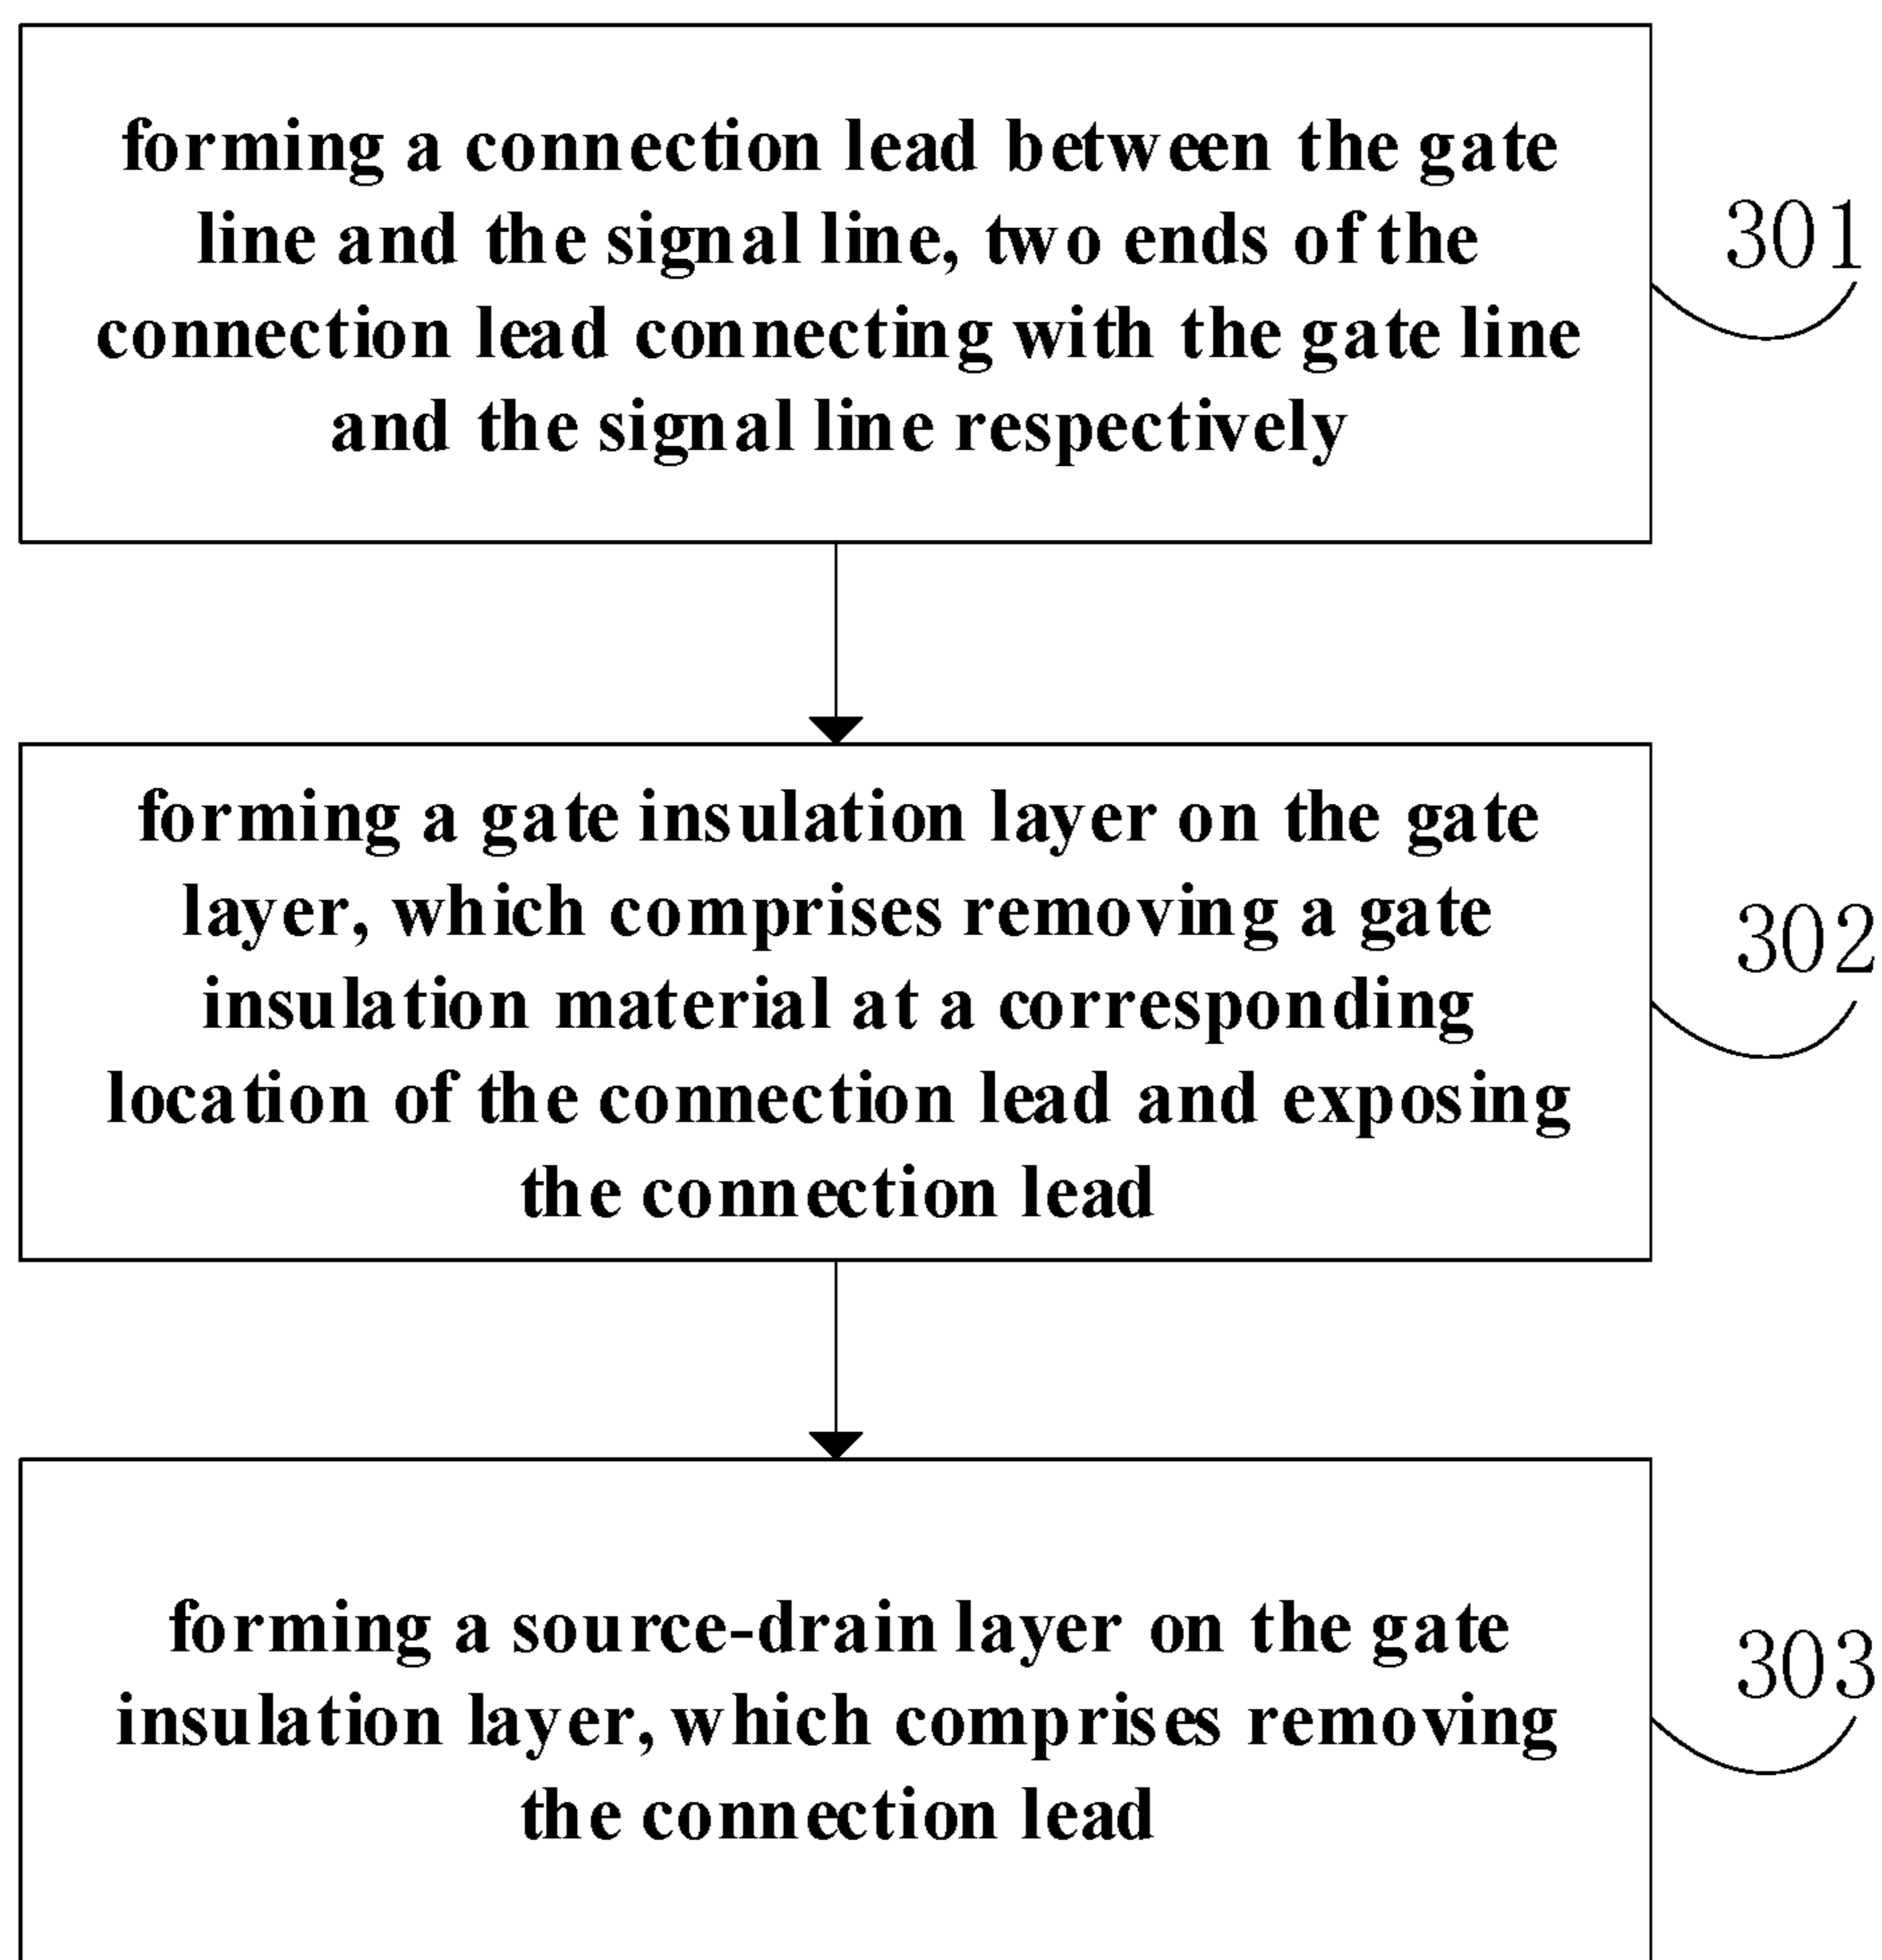 forming a connection lead between the gate
line and the signal line, two ends of the
connection lead connecting with the gate line
and the signal line respectively
301
forming a gate insulation layer on the gate
layer, which comprises removing a gate
insulation material at a corresponding
location of the connection lead and exposing
the connection lead
302
forming a source-drain layer on the gate
insulation layer, which comprises removing
the connection lead
303